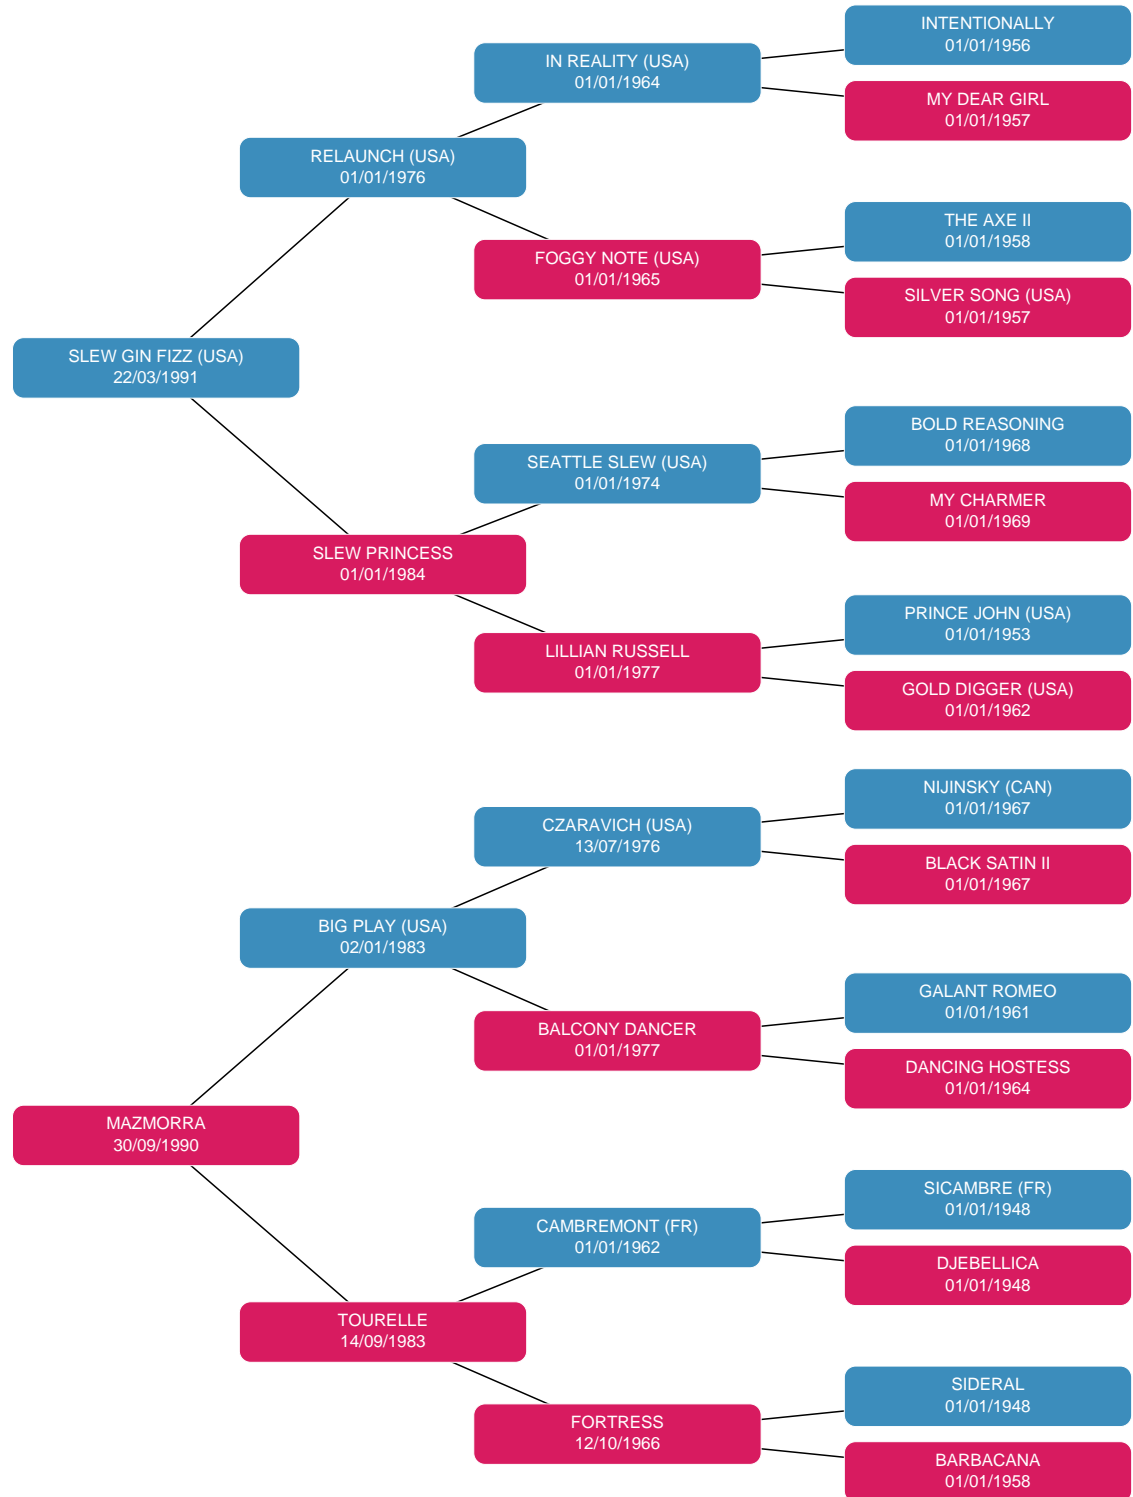 INTENTIONALLY
01/01/1956
IN REALITY (USA)
01/01/1964
MY DEAR GIRL
01/01/1957
RELAUNCH (USA)
01/01/1976
THE AXE II
01/01/1958
FOGGY NOTE (USA)
01/01/1965
SILVER SONG (USA)
01/01/1957
SLEW GIN FIZZ (USA)
22/03/1991
BOLD REASONING
01/01/1968
SEATTLE SLEW (USA)
01/01/1974
MY CHARMER
01/01/1969
SLEW PRINCESS
01/01/1984
PRINCE JOHN (USA)
01/01/1953
LILLIAN RUSSELL
01/01/1977
GOLD DIGGER (USA)
01/01/1962
NIJINSKY (CAN)
01/01/1967
CZARAVICH (USA)
13/07/1976
BLACK SATIN II
01/01/1967
BIG PLAY (USA)
02/01/1983
GALANT ROMEO
01/01/1961
BALCONY DANCER
01/01/1977
DANCING HOSTESS
01/01/1964
MAZMORRA
30/09/1990
SICAMBRE (FR)
01/01/1948
CAMBREMONT (FR)
01/01/1962
DJEBELLICA
01/01/1948
TOURELLE
14/09/1983
SIDERAL
01/01/1948
FORTRESS
12/10/1966
BARBACANA
01/01/1958